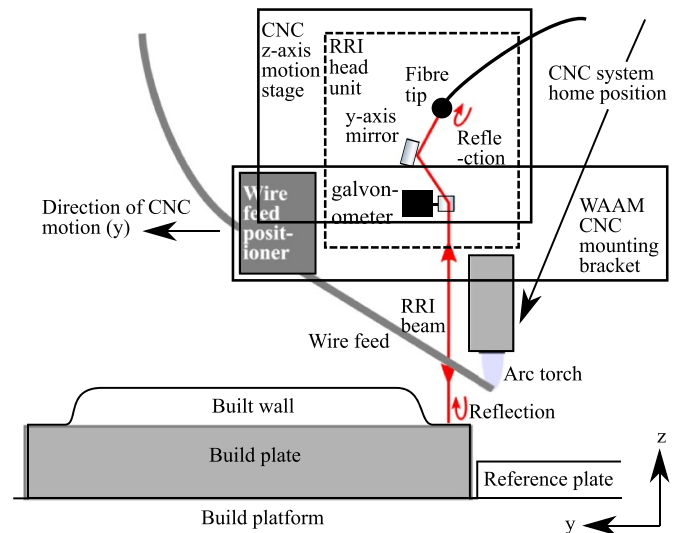 CNC
z-axis
motion
stage
RRI
head
unit
Fibre
tip
CNC system
home position
y-axis
mirror
Refle
-ction
galvon-
ometer
Wire
feed
posit-
ioner
WAAM
CNC
mounting
bracket
Direction of CNC
motion (y)
RRI
beam
Wire feed
Arc torch
Built wall
Reflection
Build plate
Reference plate
Build platform
z
y